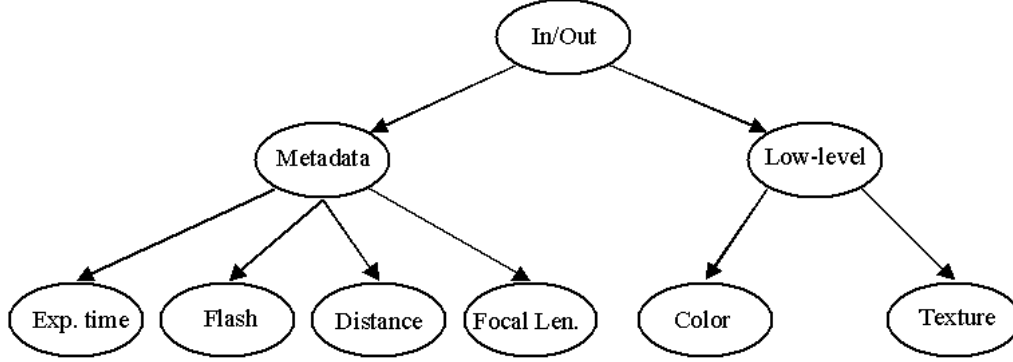 In/Out
Metadata
Low-level
Exp. time
Flash
Distance
Focal Len.
Color
Texture